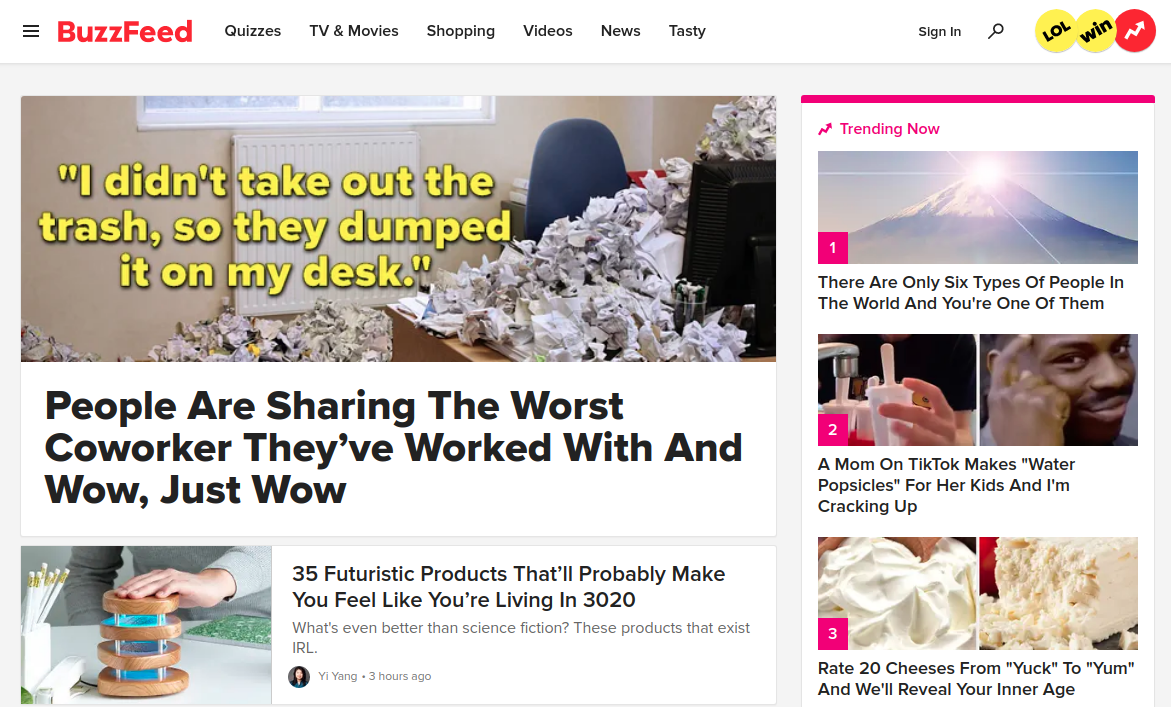 BuzzFeed
Quizzes
TV & Movies
Shopping
Videos
News
Tasty
Sign In
LOL
win
"I didn't take out the
trash, so they dumped
it on my desk."
People Are Sharing The Worst
Coworker They’ve Worked With And
Wow, Just Wow
35 Futuristic Products That’ll Probably Make
You Feel Like You’re Living In 3020
What's even better than science fiction? These products that exist
IRL.
Yi Yang • 3 hours ago
Trending Now
1
There Are Only Six Types Of People In
The World And You're One Of Them
2
A Mom On TikTok Makes "Water
Popsicles" For Her Kids And I'm
Cracking Up
3
Rate 20 Cheeses From "Yuck" To "Yum"
And We'll Reveal Your Inner Age